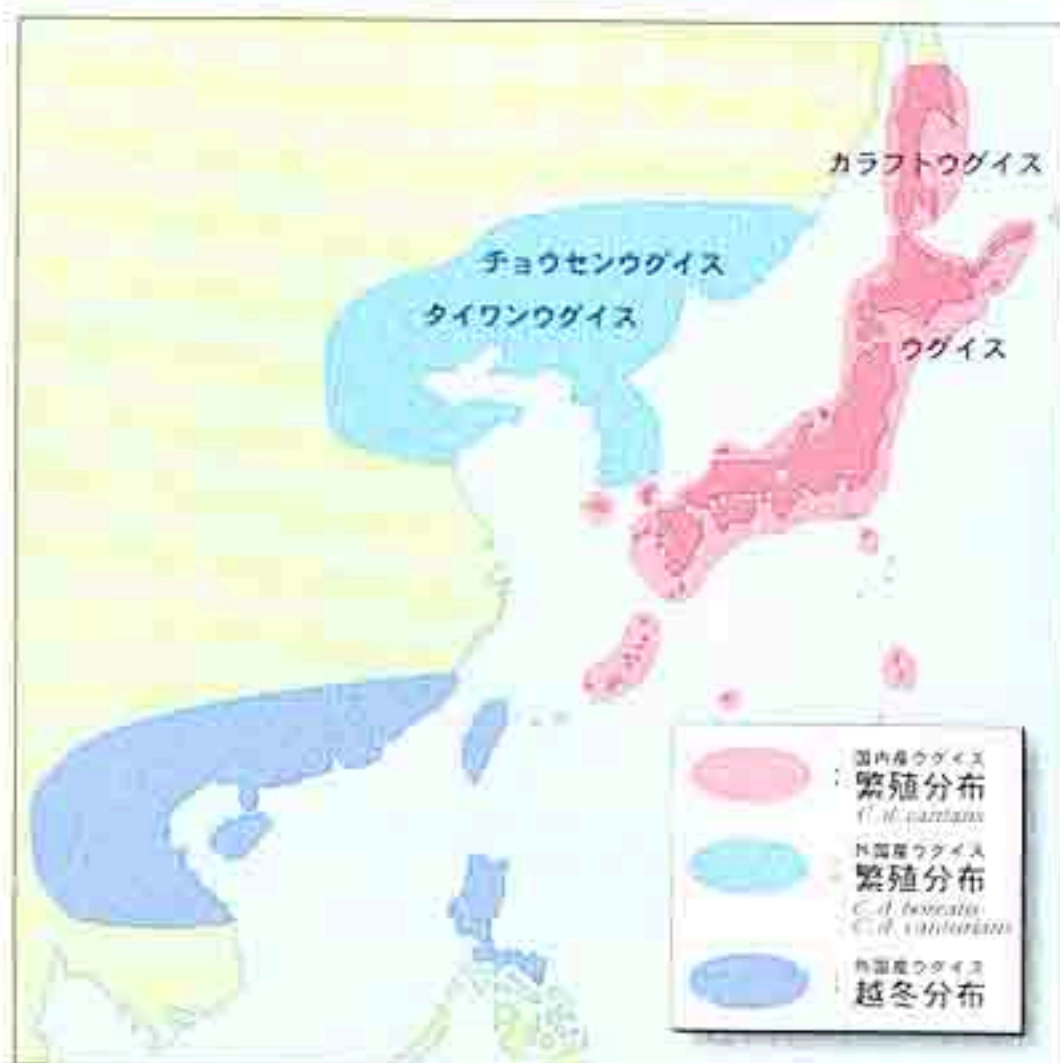 カラフトウグイス
チョウセンウグイス
タイワンウグイス
ウグイス
国内産ウグイス
繁殖分布
C.d. cantans
外国産ウグイス
繁殖分布
C.d. borealis
C.d. canturians
外国産ウグイス
越冬分布